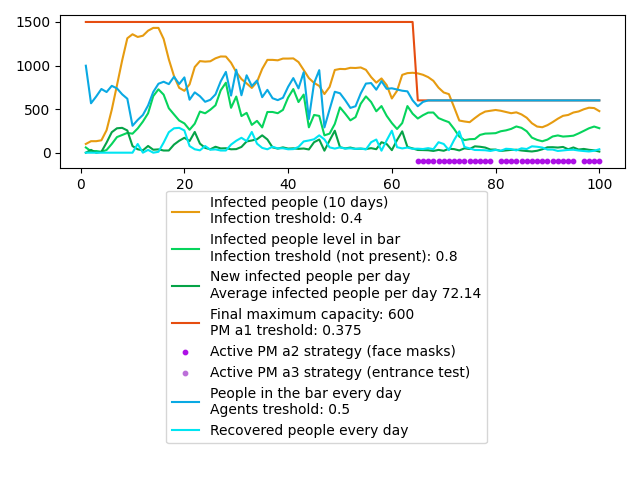 1500
1000
500
0
0
20
40
60
80
100
Infected people (10 days)
Infection treshold: 0.4
Infected people level in bar
Infection treshold (not present): 0.8
New infected people per day
Average infected people per day 72.14
Final maximum capacity: 600
PM a1 treshold: 0.375
Active PM a2 strategy (face masks)
Active PM a3 strategy (entrance test)
People in the bar every day
Agents treshold: 0.5
Recovered people every day